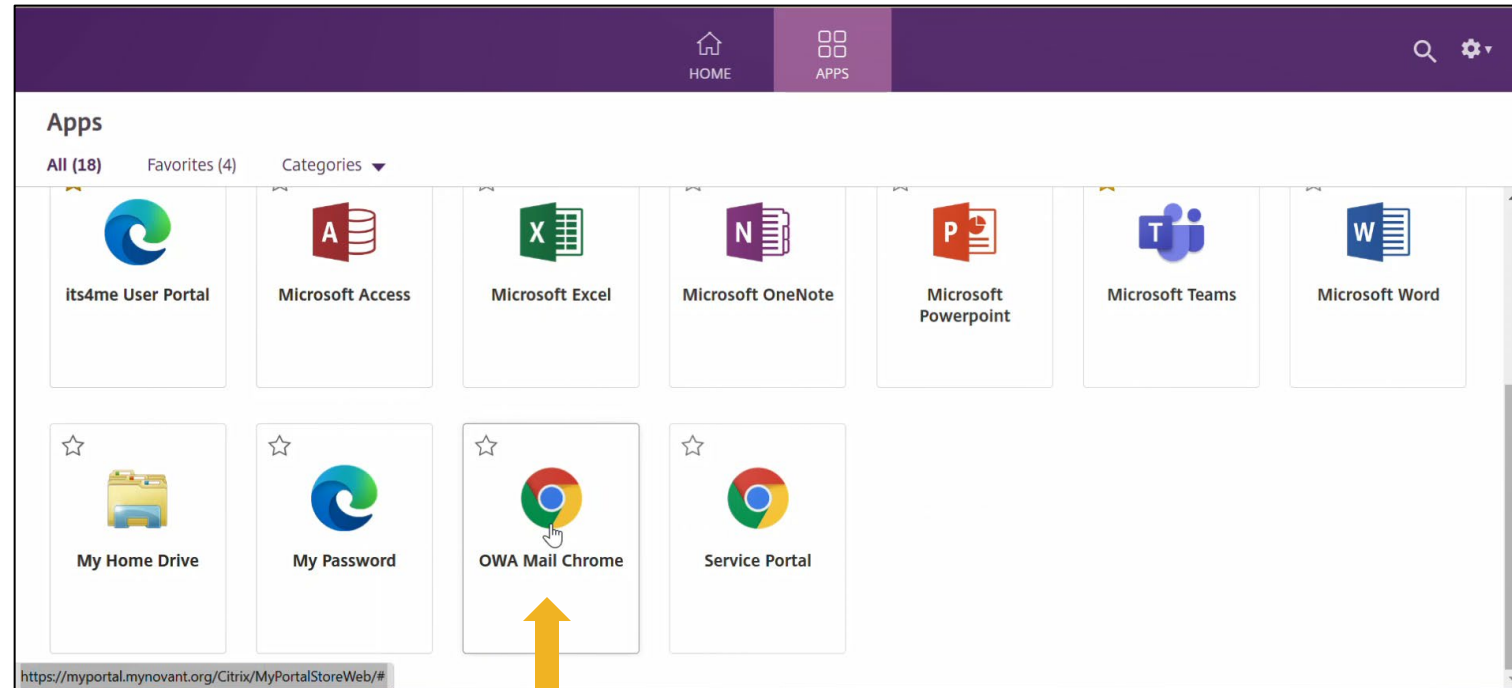 HOME
APPS
Apps
All (18)
Favorites (4)
Categories
its4me User Portal
Microsoft Access
Microsoft Excel
Microsoft OneNote
Microsoft
Powerpoint
Microsoft Teams
Microsoft Word
A
X
N
P
T
W
My Home Drive
My Password
OWA Mail Chrome
Service Portal
https://myportal.mynovant.org/Citrix/MyPortalStoreWeb/#